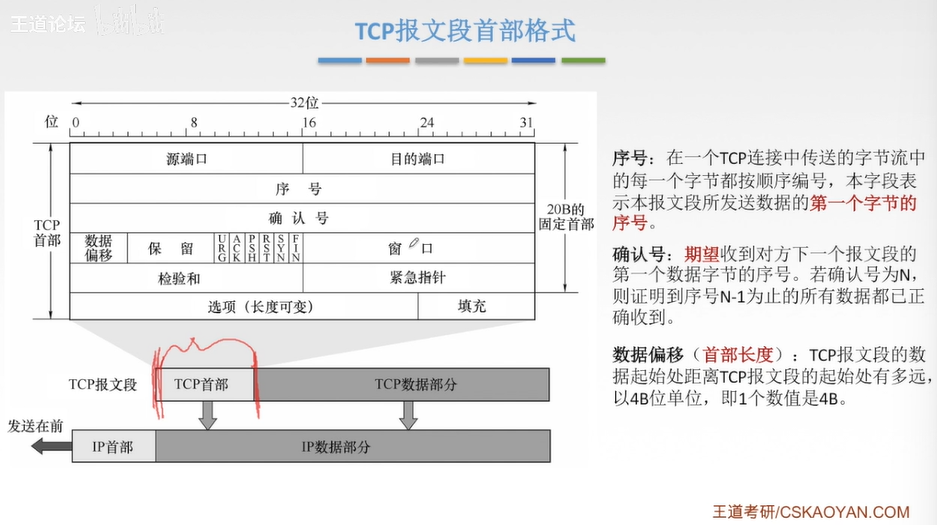 王道论坛
TCP报文段首部格式
32位
位 0 8 16 24 31
源端口 目的端口
序 号
TCP
首部
20B的
固定首部
确 认 号
数据
偏移
保 留
URG ACK PSH RST SYN FIN
窗 口
检验和 紧急指针
选项（长度可变） 填充
TCP报文段 TCP首部 TCP数据部分
发送在前
IP首部 IP数据部分
序号：在一个TCP连接中传送的字节流中
的每一个字节都按顺序编号，本字段表
示本报文段所发送数据的第一个字节的
序号。
确认号：期望收到对方下一个报文段的
第一个数据字节的序号。若确认号为N，
则证明到序号N-1为止的所有数据都已正
确收到。
数据偏移（首部长度）：TCP报文段的数
据起始处距离TCP报文段的起始处有多远，
以4B位单位，即1个数值是4B。
王道考研/CSKAOYAN.COM